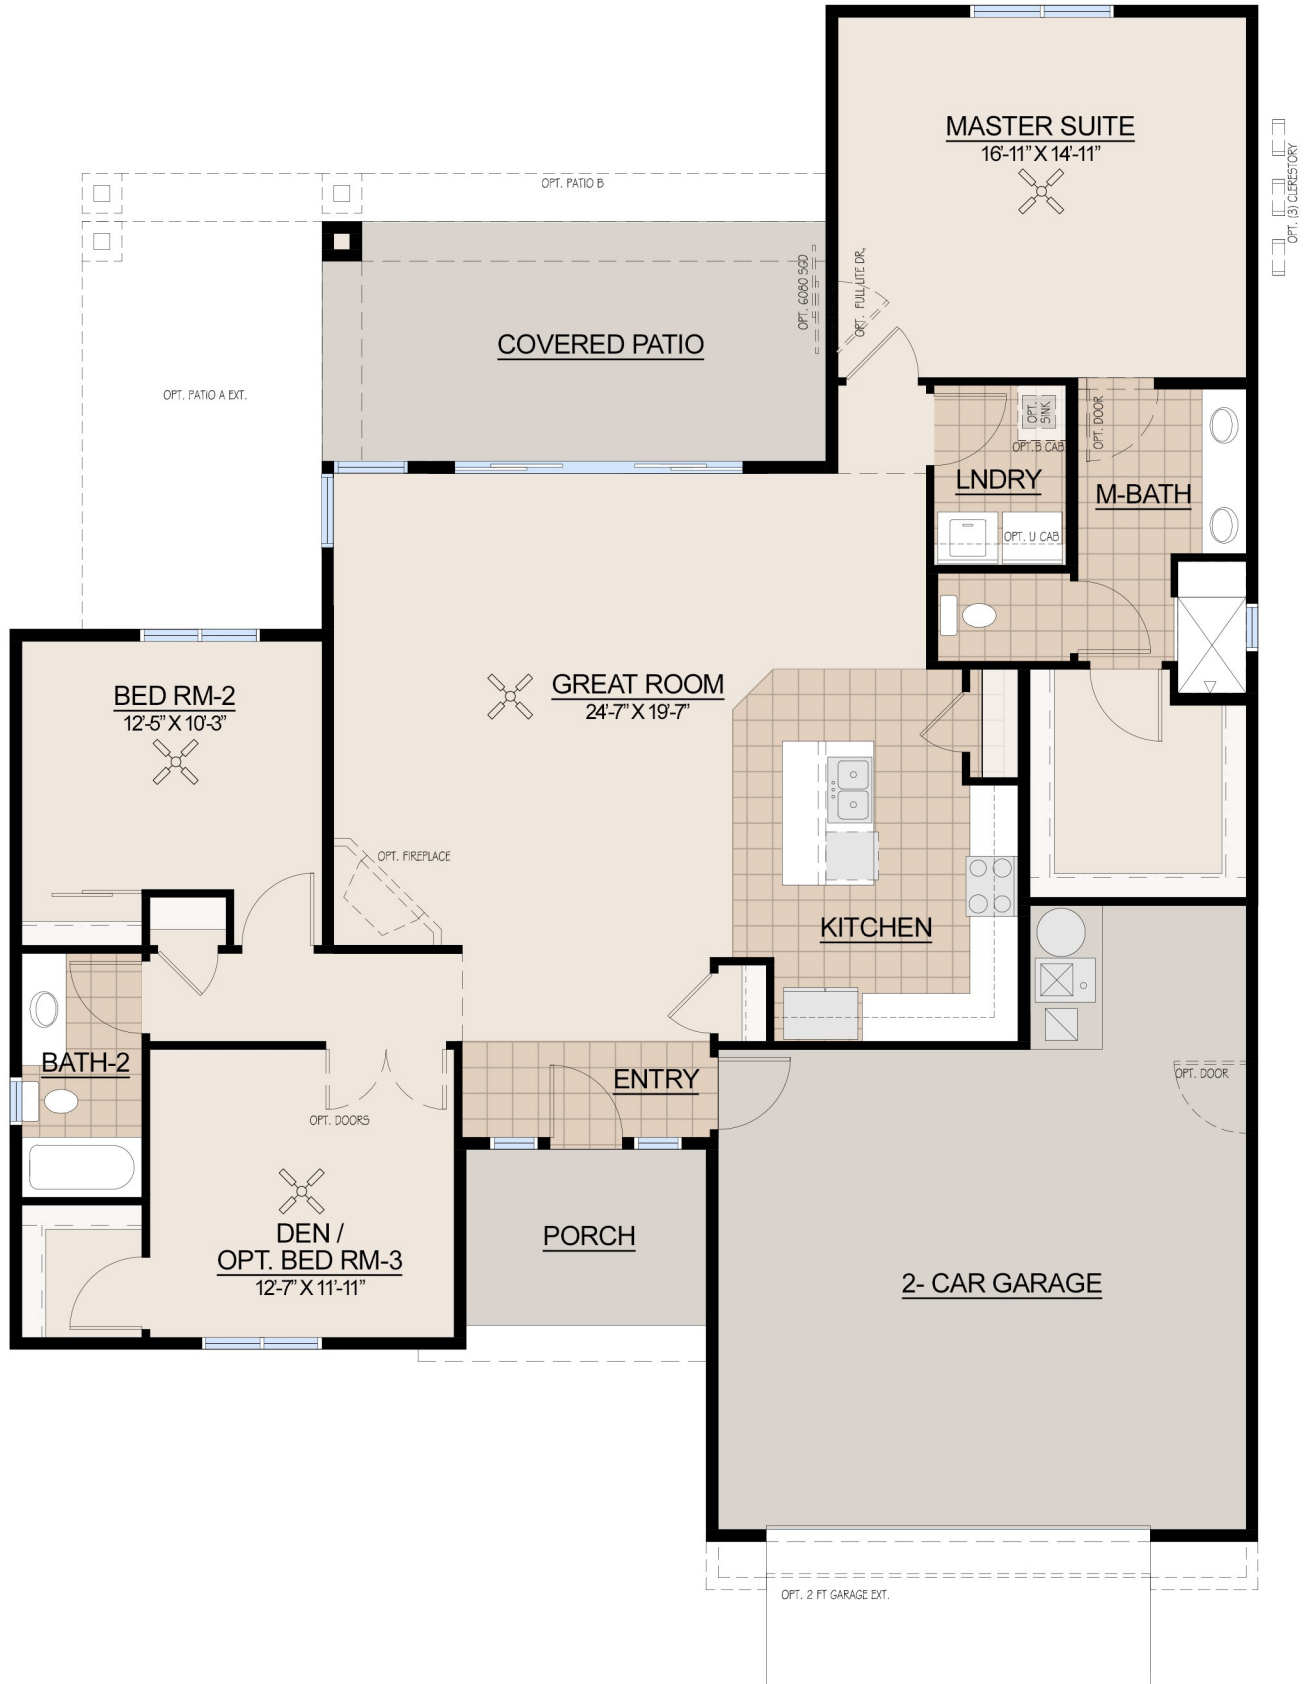 MASTER SUITE
16'-11" X 14'-11"
OPT. (3) CLERESTORY
OPT. PATIO B
OPT. 6080 SGD
OPT. FULL LITE DR.
COVERED PATIO
OPT. PATIO A EXT.
OPT.
SINK
OPT. B CAB
OPT. DOOR
LNDRY
M-BATH
OPT. U CAB
BED RM-2
12'-5" X 10'-3"
GREAT ROOM
24'-7" X 19'-7"
OPT. FIREPLACE
KITCHEN
BATH-2
ENTRY
OPT. DOOR
OPT. DOORS
DEN /
OPT. BED RM-3
12'-7" X 11'-11"
PORCH
2- CAR GARAGE
OPT. 2 FT GARAGE EXT.